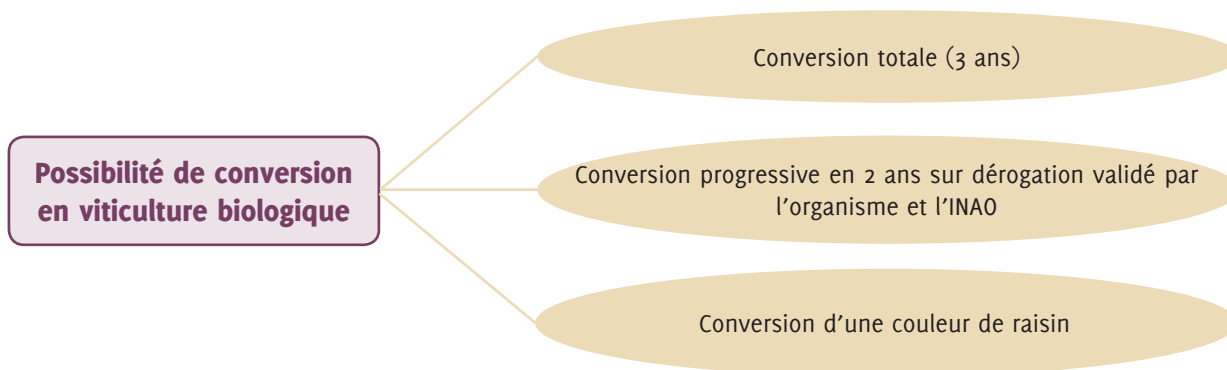 Conversion totale (3 ans)
Possibilité de conversion
en viticulture biologique
Conversion progressive en 2 ans sur dérogation validé par
l'organisme et l'INAO
Conversion d'une couleur de raisin